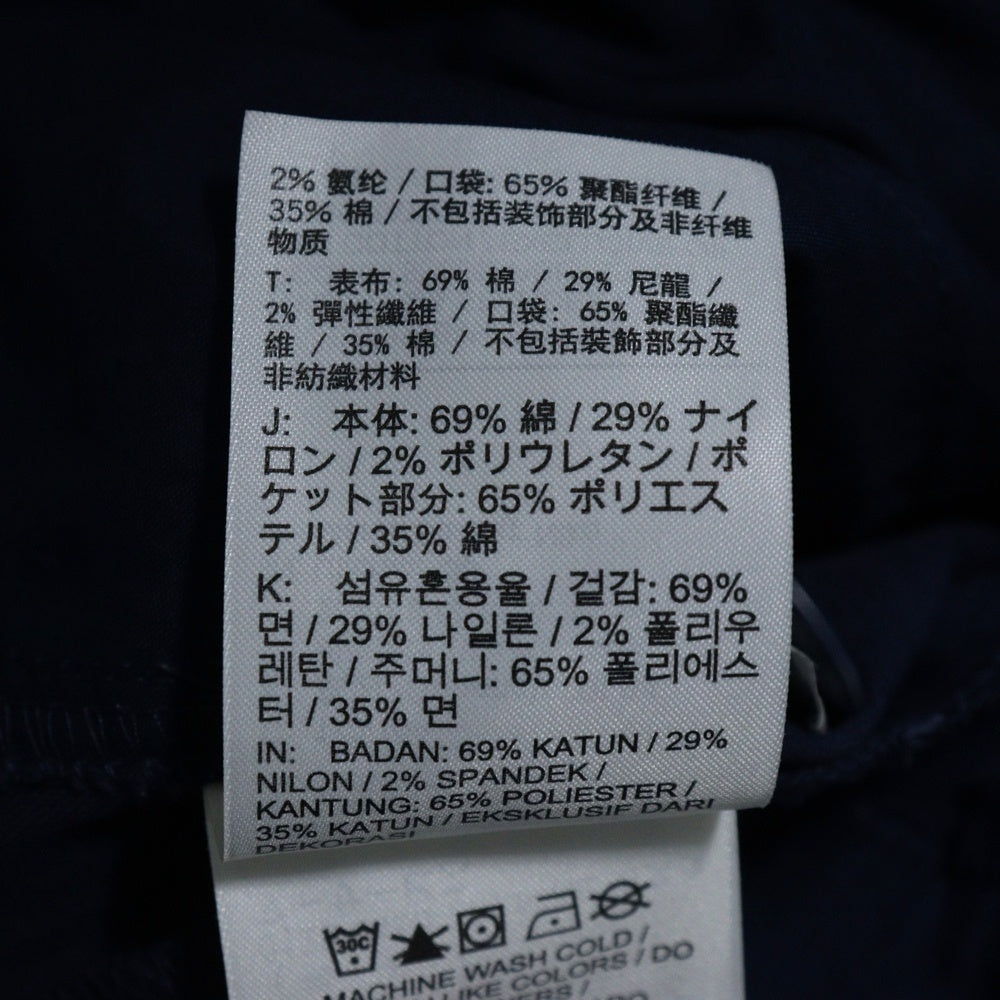 2% 氨纶 / 口袋: 65% 聚酯纤维 /
35% 棉 / 不包括装饰部分及非纤维
物质
T: 表布: 69% 棉 / 29% 尼龍 /
2% 彈性纖維 / 口袋: 65% 聚酯纖
維 / 35% 棉 / 不包括裝飾部分及
非紡織材料
J: 本体: 69% 綿 / 29% ナイ
ロン / 2% ポリウレタン / ポ
ケット部分: 65% ポリエス
テル / 35% 綿
K: 섬유혼용율 / 겉감: 69%
면 / 29% 나일론 / 2% 폴리우
레탄 / 주머니: 65% 폴리에스
터 / 35% 면
IN: BADAN: 69% KATUN / 29%
NILON / 2% SPANDEK /
KANTUNG: 65% POLIESTER /
35% KATUN / EKSKLUSIF DARI
DEKORASI
30C
MACHINE WASH COLD /
LIKE COLORS / DO